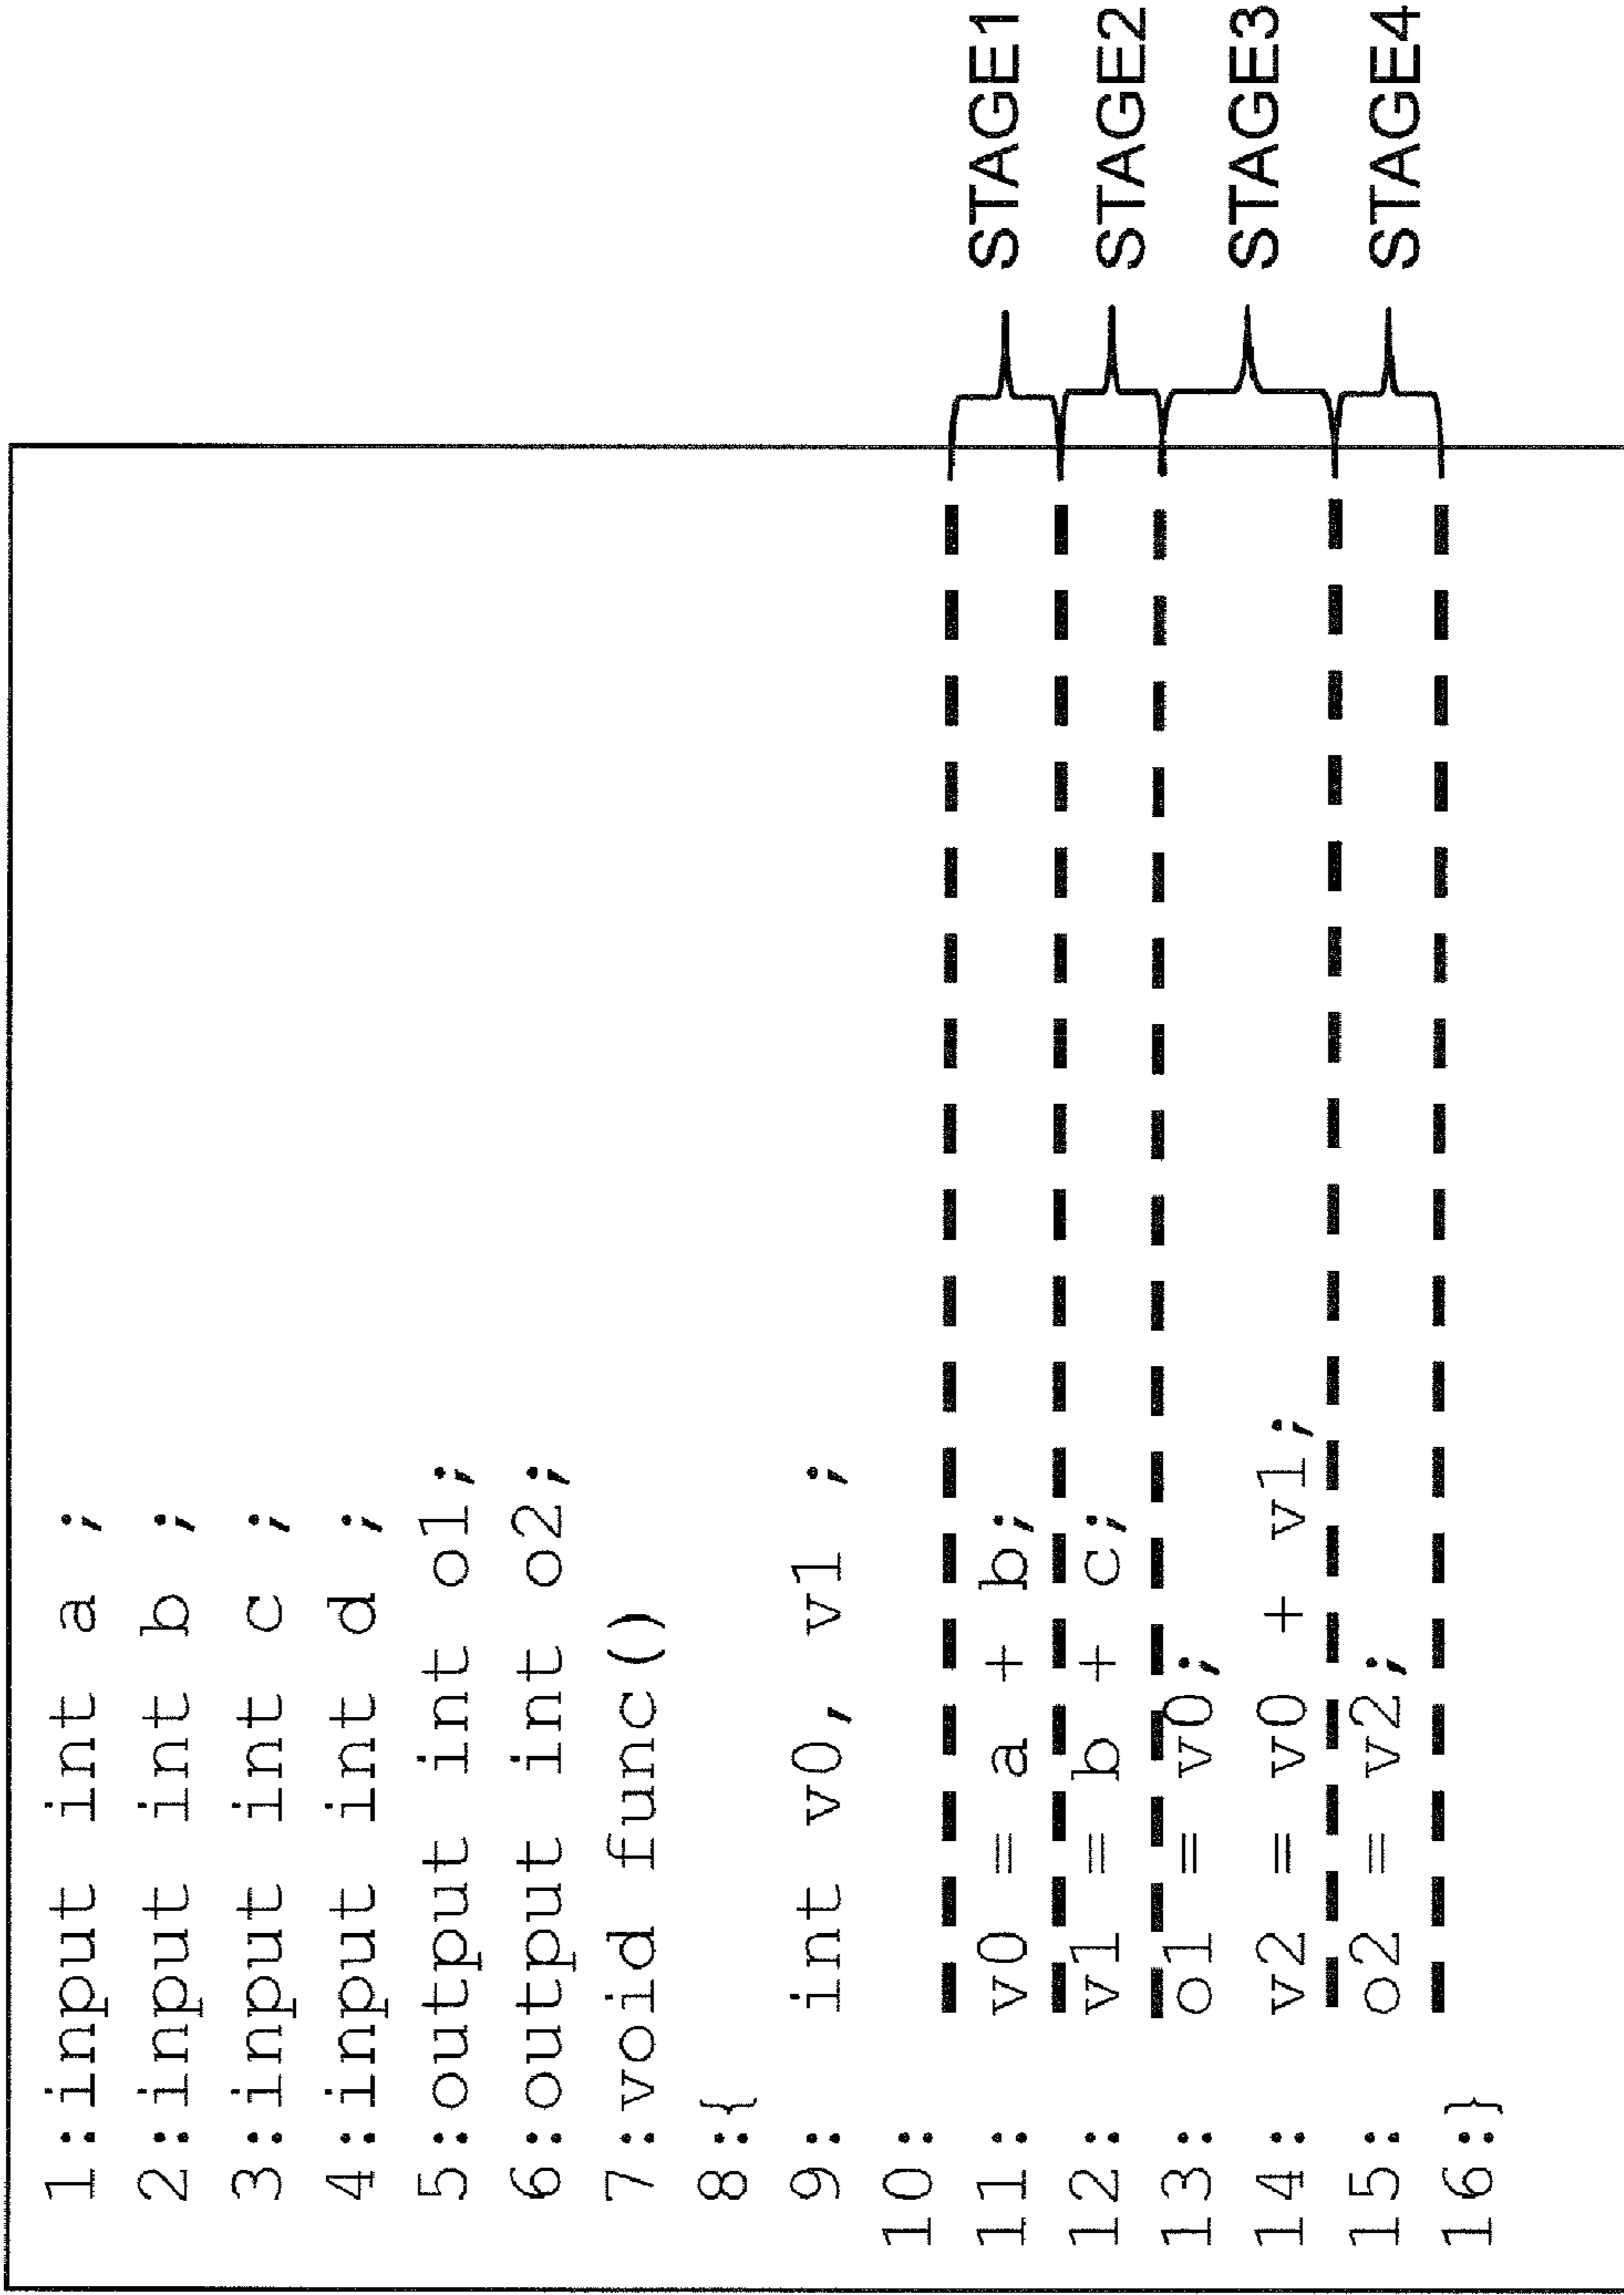 1:input int a ;
2:input int b ;
3:input int c ;
4:input int d ;
5:output int o1;
6:output int o2;
7:void func()
8:{
9: int v0, v1 ;
10:
11: v0 = a + b; STAGE1
12: v1 = b + c; STAGE2
13: o1 = v0;
14: v2 = v0 + v1; STAGE3
15: o2 = v2; STAGE4
16:}